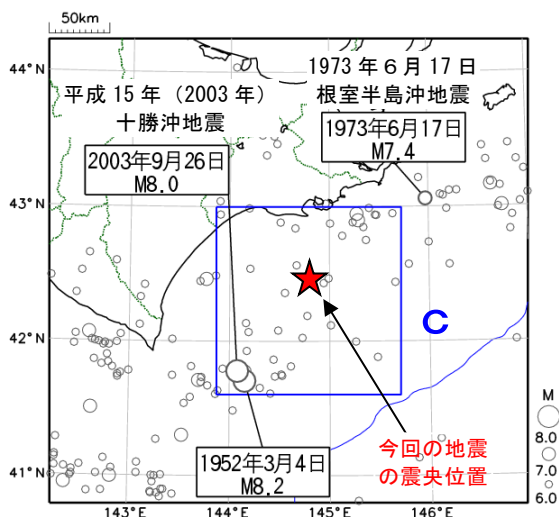 50km
44°N
43°N
42°N
41°N
平成 15 年（2003 年）
十勝沖地震
1973 年 6 月 17 日
根室半島沖地震
1973年6月17日
M7.4
2003年9月26日
M8.0
C
1952年3月4日
M8.2
今回の地震
の震央位置
M
8.0
7.0
6.0
143°E
144°E
145°E
146°E